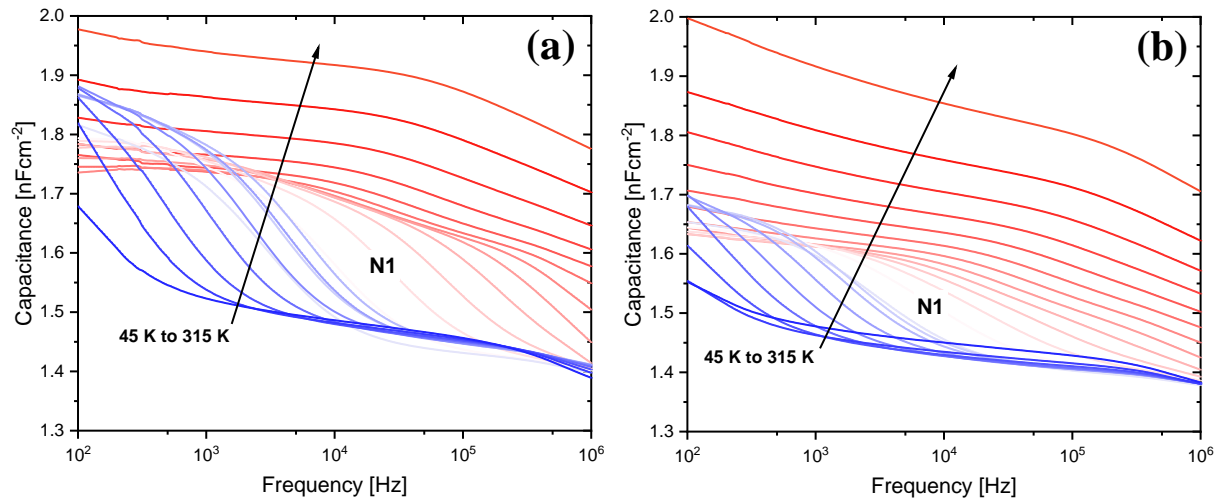 (a)
2.0
1.9
1.8
1.7
1.6
1.5
1.4
1.3
Capacitance [nFcm⁻²]
N1
45 K to 315 K
10² 10³ 10⁴ 10⁵ 10⁶
Frequency [Hz]
(b)
2.0
1.9
1.8
1.7
1.6
1.5
1.4
1.3
Capacitance [nFcm⁻²]
N1
45 K to 315 K
10² 10³ 10⁴ 10⁵ 10⁶
Frequency [Hz]